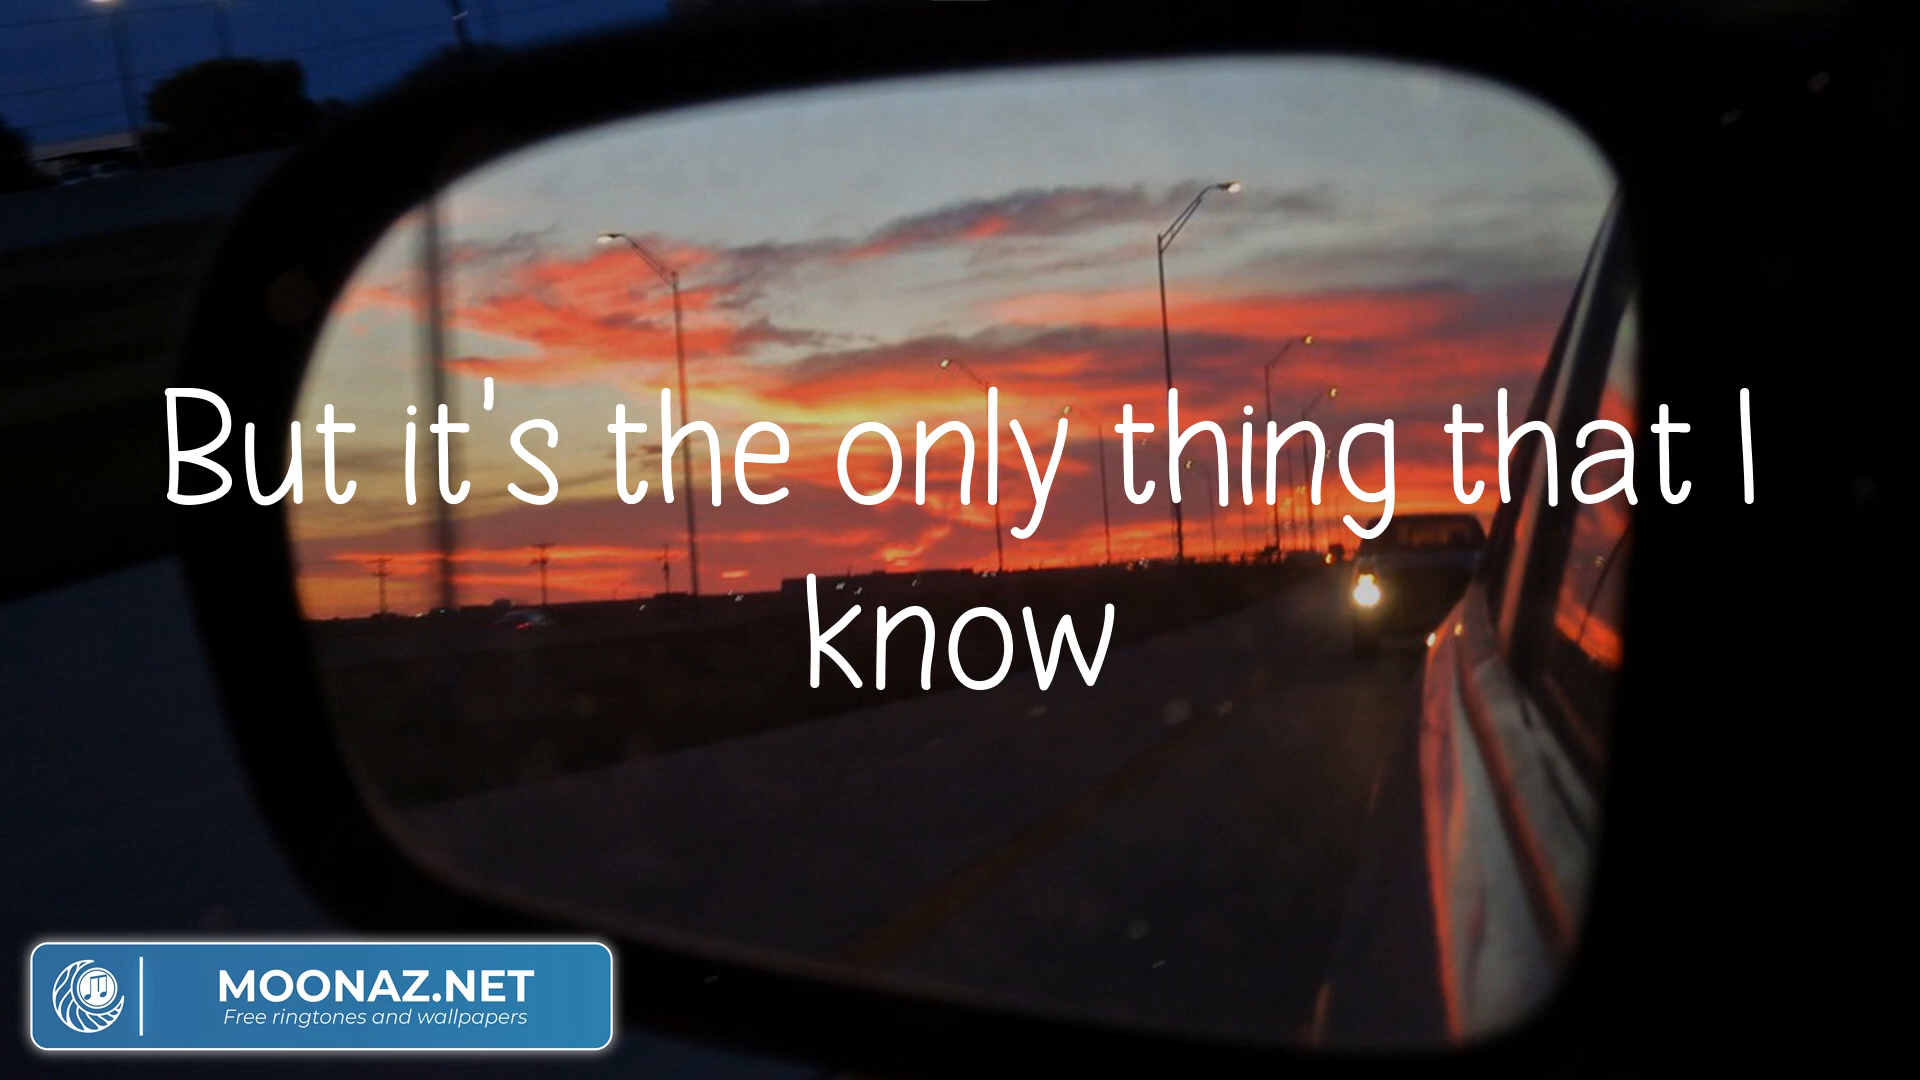 But it's the only thing that I
know
MOONAZ.NET
Free ringtones and wallpapers